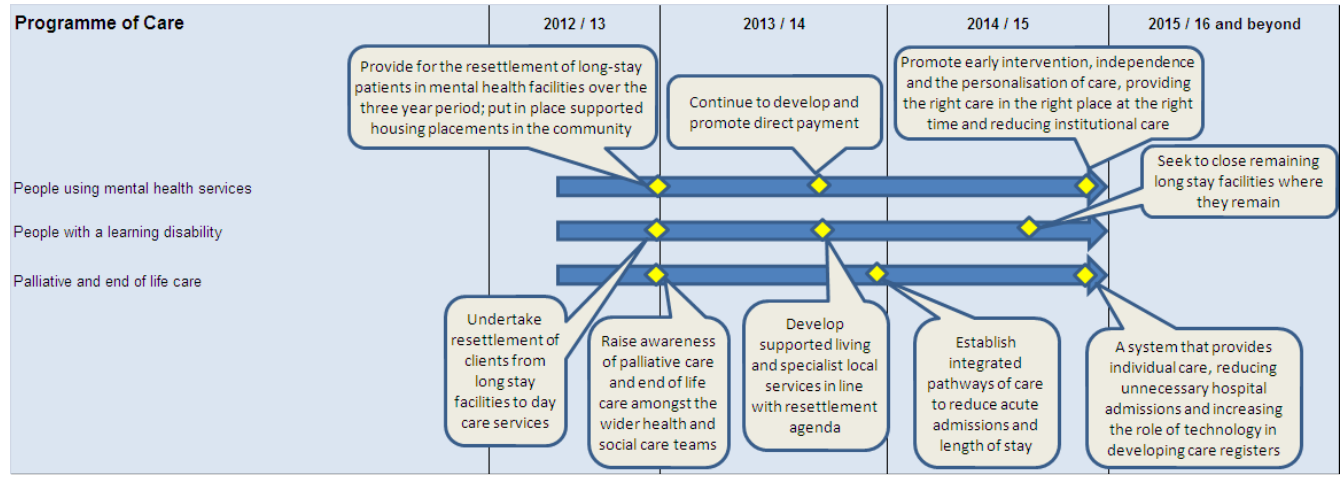 Programme of Care
2012 / 13
2013 / 14
2014 / 15
2015 / 16 and beyond
Provide for the resettlement of long-stay
patients in mental health facilities over the
three year period; put in place supported
housing placements in the community
Continue to develop and
promote direct payment
Promote early intervention, independence
and the personalisation of care, providing
the right care in the right place at the right
time and reducing institutional care
Seek to close remaining
long stay facilities where
they remain
People using mental health services
People with a learning disability
Palliative and end of life care
Undertake
resettlement of
clients from
long stay
facilities to day
care services
Raise awareness
of palliative care
and end of life
care amongst the
wider health and
social care teams
Develop
supported living
and specialist local
services in line
with resettlement
agenda
Establish
integrated
pathways of care
to reduce acute
admissions and
length of stay
A system that provides
individual care, reducing
unnecessary hospital
admissions and increasing
the role of technology in
developing care registers